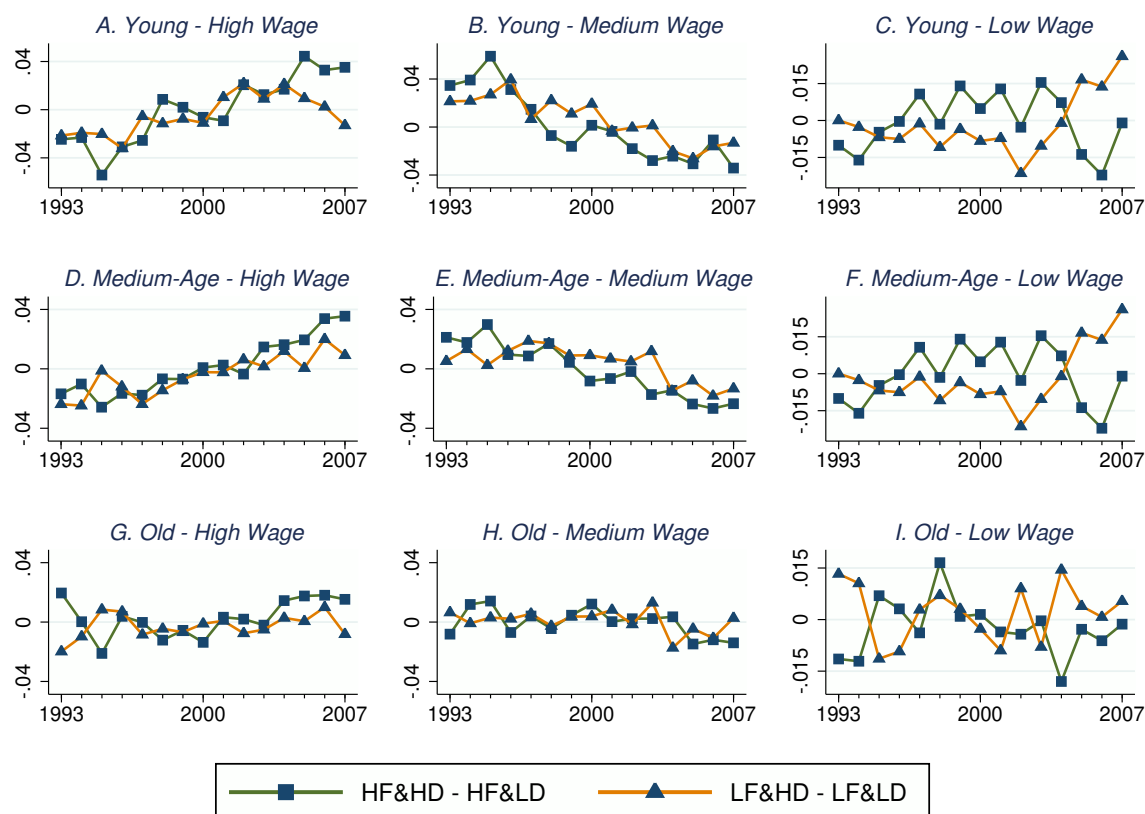 A. Young - High Wage
B. Young - Medium Wage
C. Young - Low Wage
.04
0
-.04
1993 2000 2007
.04
0
-.04
1993 2000 2007
.015
-.015
1993 2000 2007
D. Medium-Age - High Wage
E. Medium-Age - Medium Wage
F. Medium-Age - Low Wage
.04
0
-.04
1993 2000 2007
.04
0
-.04
1993 2000 2007
.015
-.015
1993 2000 2007
G. Old - High Wage
H. Old - Medium Wage
I. Old - Low Wage
.04
0
-.04
1993 2000 2007
.04
0
-.04
1993 2000 2007
.015
-.015
1993 2000 2007
HF&HD - HF&LD LF&HD - LF&LD